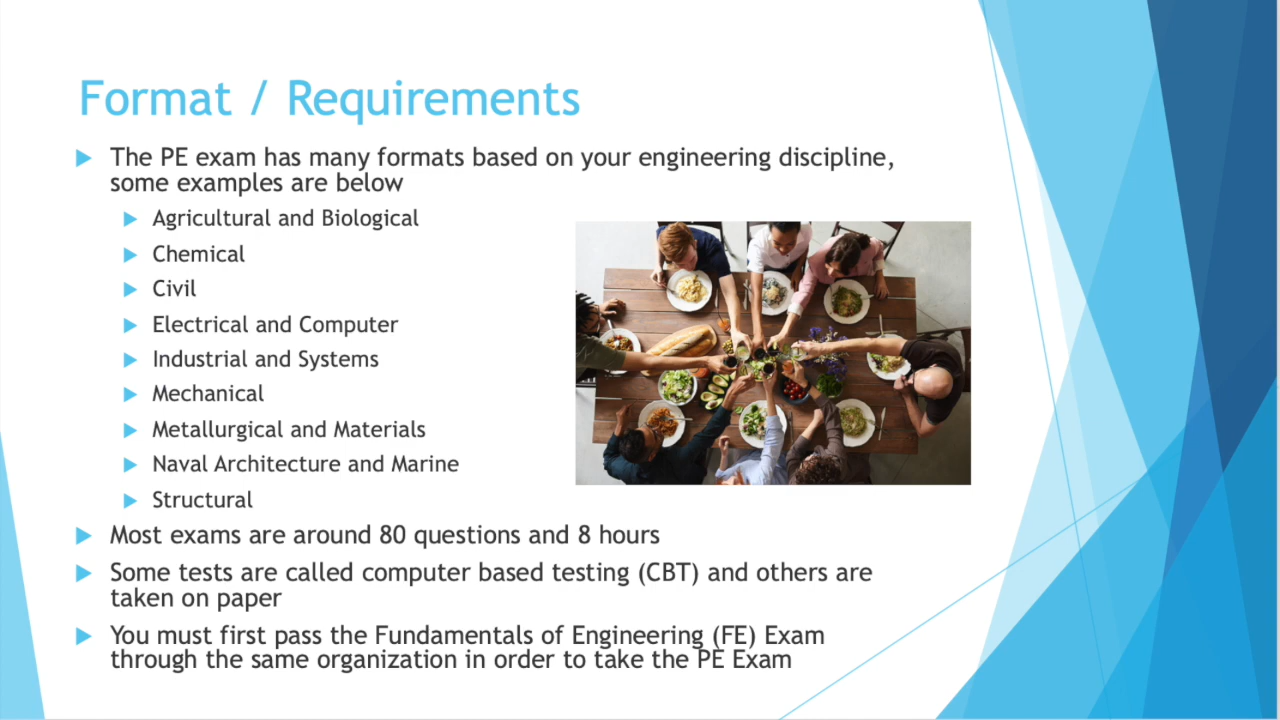 Format / Requirements
The PE exam has many formats based on your engineering discipline,
some examples are below
Agricultural and Biological
Chemical
Civil
Electrical and Computer
Industrial and Systems
Mechanical
Metallurgical and Materials
Naval Architecture and Marine
Structural
Most exams are around 80 questions and 8 hours
Some tests are called computer based testing (CBT) and others are
taken on paper
You must first pass the Fundamentals of Engineering (FE) Exam
through the same organization in order to take the PE Exam